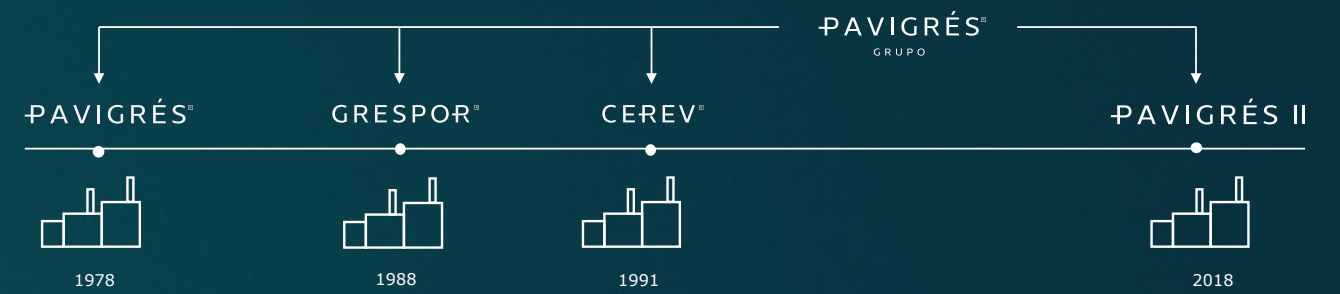 PAVIGRÉS
GRUPO
PAVIGRÉS
GRESPOR
CEREV
PAVIGRÉS II
1978
1988
1991
2018